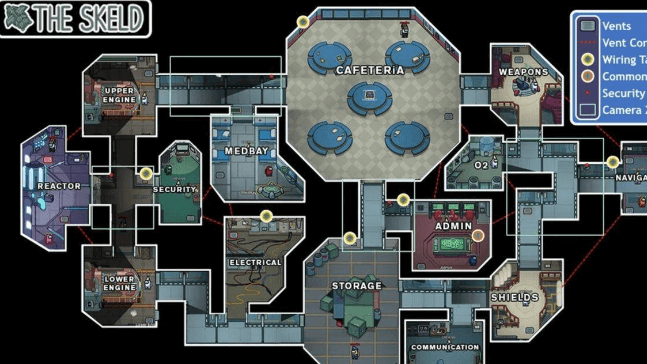 THE SKELD
Vents
Vent Con
Wiring Ta
Common
Security
Camera
CAFETERIA
WEAPONS
UPPER
ENGINE
MEDBAY
O2
REACTOR
SECURITY
NAVIGA
ADMIN
ELECTRICAL
LOWER
ENGINE
STORAGE
SHIELDS
COMMUNICATION